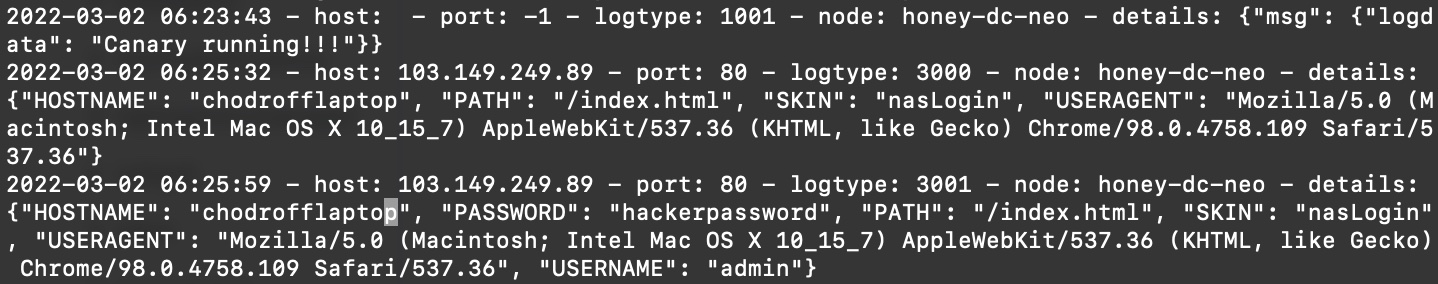 2022-03-02 06:23:43 - host:  - port: -1 - logtype: 1001 - node: honey-dc-neo - details: {"msg": {"logd
ata": "Canary running!!!"}}
2022-03-02 06:25:32 - host: 103.149.249.89 - port: 80 - logtype: 3000 - node: honey-dc-neo - details:
{"HOSTNAME": "chodrofflaptop", "PATH": "/index.html", "SKIN": "nasLogin", "USERAGENT": "Mozilla/5.0 (M
acintosh; Intel Mac OS X 10_15_7) AppleWebKit/537.36 (KHTML, like Gecko) Chrome/98.0.4758.109 Safari/5
37.36"}
2022-03-02 06:25:59 - host: 103.149.249.89 - port: 80 - logtype: 3001 - node: honey-dc-neo - details:
{"HOSTNAME": "chodrofflaptop", "PASSWORD": "hackerpassword", "PATH": "/index.html", "SKIN": "nasLogin"
, "USERAGENT": "Mozilla/5.0 (Macintosh; Intel Mac OS X 10_15_7) AppleWebKit/537.36 (KHTML, like Gecko)
 Chrome/98.0.4758.109 Safari/537.36", "USERNAME": "admin"}